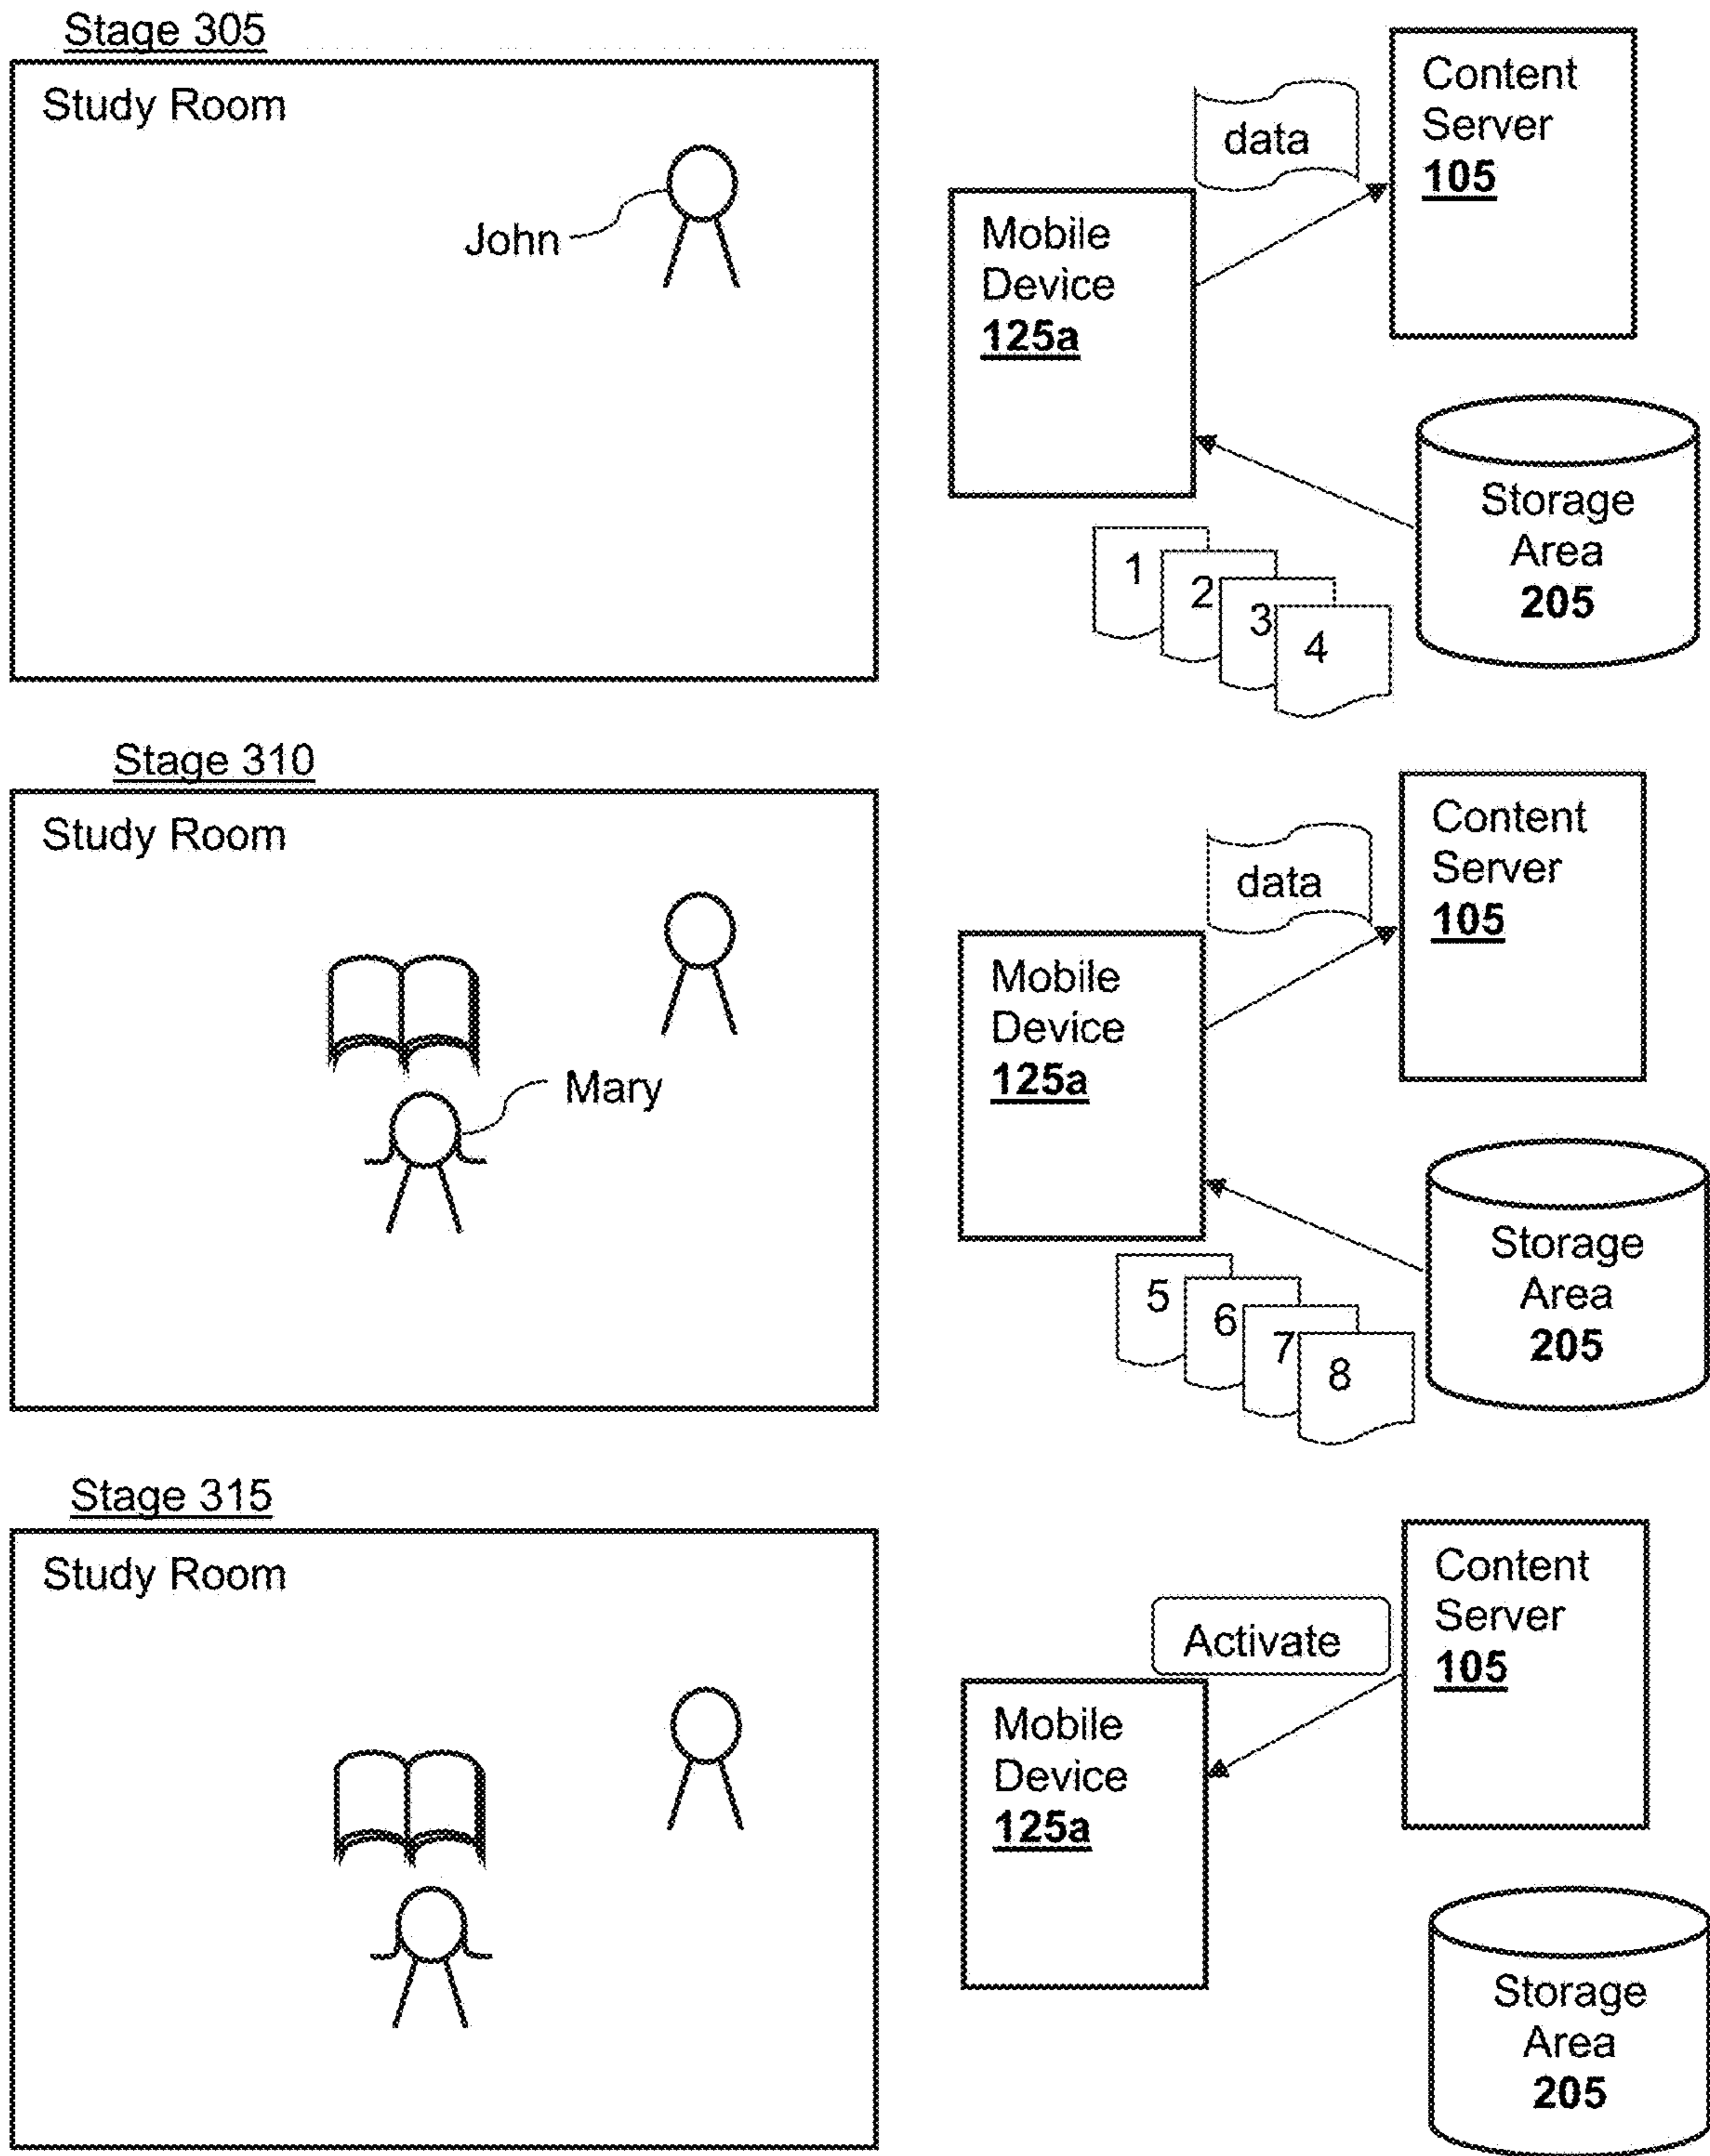 Stage 305
Study Room
John
data
Content
Server
105
Mobile
Device
125a
Storage
Area
205
1
2
3
4
Stage 310
Study Room
Mary
data
Content
Server
105
Mobile
Device
125a
Storage
Area
205
5
6
7
8
Stage 315
Study Room
Activate
Content
Server
105
Mobile
Device
125a
Storage
Area
205